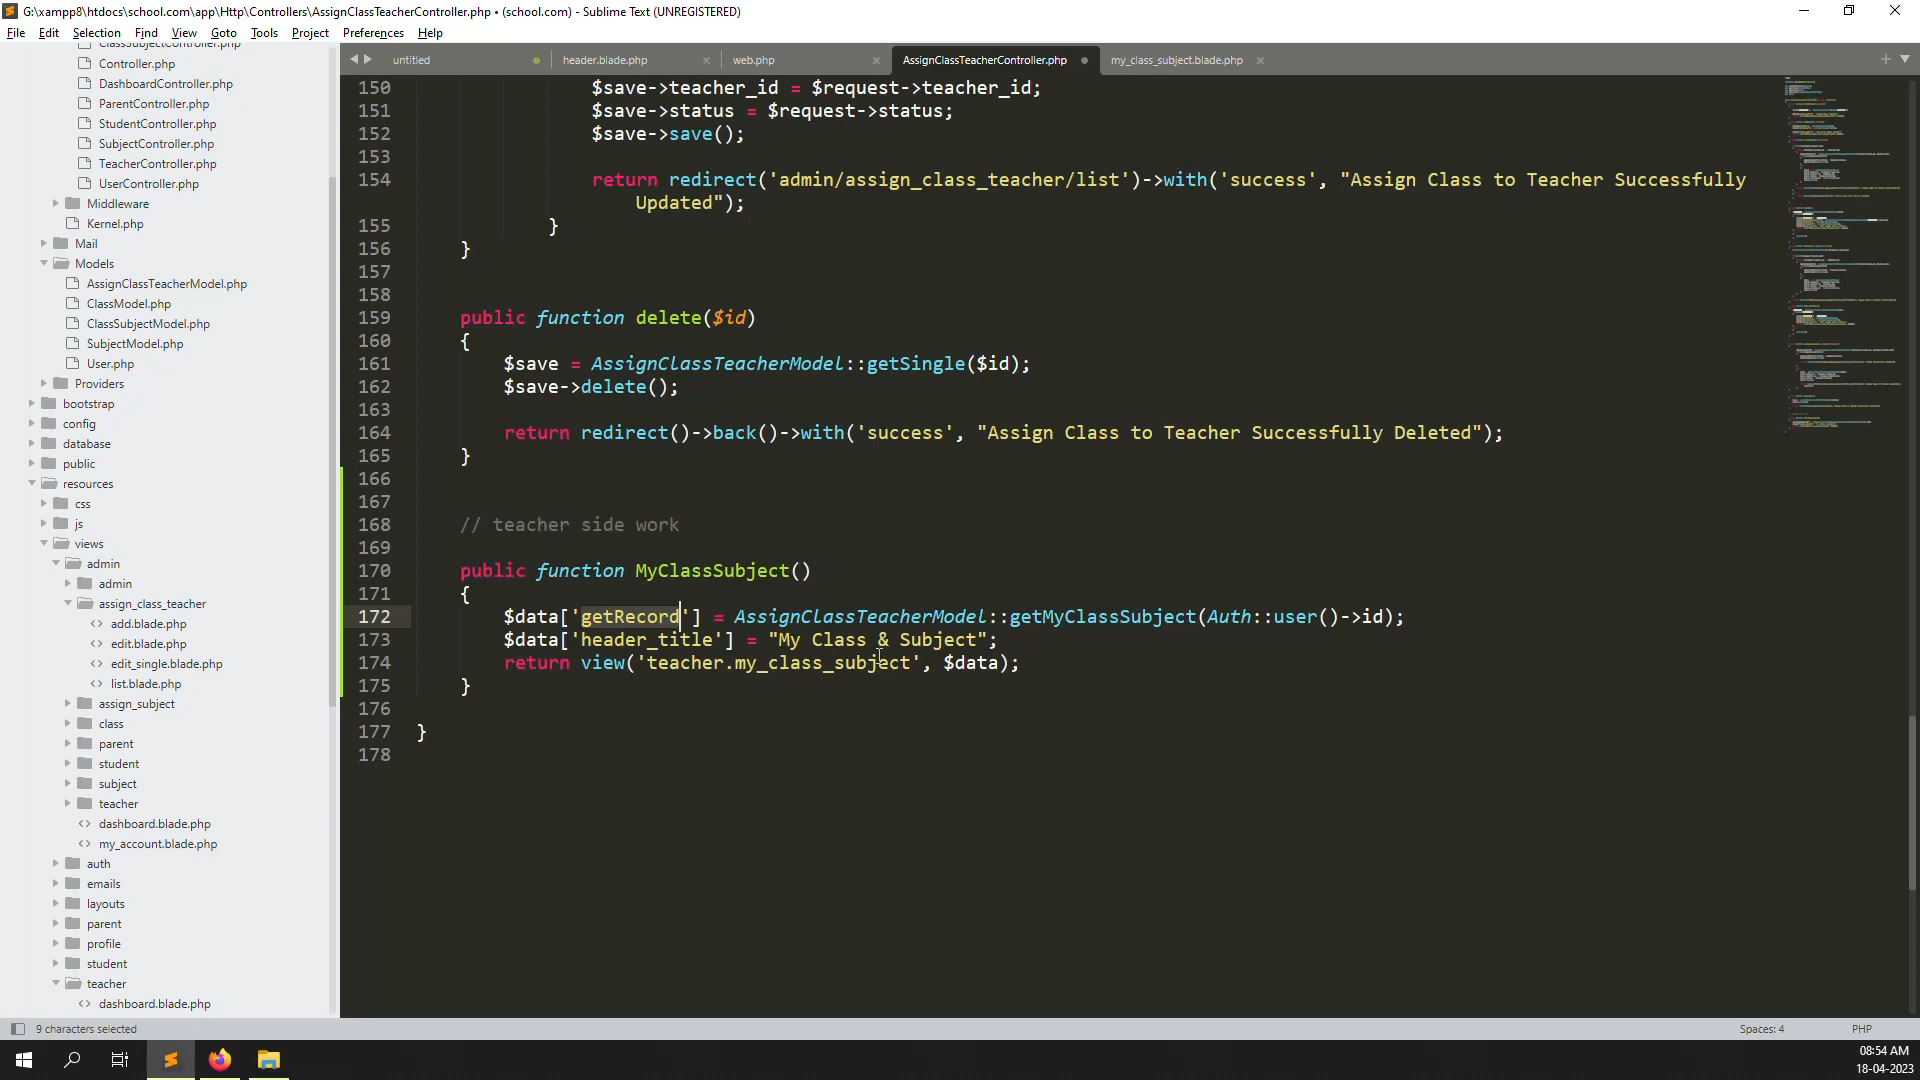 G:\xampp8\htdocs\school.com\app\Http\Controllers\AssignClassTeacherController.php • (school.com) - Sublime Text (UNREGISTERED)
File Edit Selection Find View Goto Tools Project Preferences Help
ClassSubjectController.php
Controller.php
DashboardController.php
ParentController.php
StudentController.php
SubjectController.php
TeacherController.php
UserController.php
Middleware
Kernel.php
Mail
Models
AssignClassTeacherModel.php
ClassModel.php
ClassSubjectModel.php
SubjectModel.php
User.php
Providers
bootstrap
config
database
public
resources
css
js
views
admin
admin
assign_class_teacher
add.blade.php
edit.blade.php
edit_single.blade.php
list.blade.php
assign_subject
class
parent
student
subject
teacher
dashboard.blade.php
my_account.blade.php
auth
emails
layouts
parent
profile
student
teacher
dashboard.blade.php
untitled header.blade.php web.php AssignClassTeacherController.php my_class_subject.blade.php
150 $save->teacher_id = $request->teacher_id;
151 $save->status = $request->status;
152 $save->save();
153
154 return redirect('admin/assign_class_teacher/list')->with('success', "Assign Class to Teacher Successfully
Updated");
155 }
156 }
157
158
159 public function delete($id)
160 {
161 $save = AssignClassTeacherModel::getSingle($id);
162 $save->delete();
163
164 return redirect()->back()->with('success', "Assign Class to Teacher Successfully Deleted");
165 }
166
167
168 // teacher side work
169
170 public function MyClassSubject()
171 {
172 $data['getRecord'] = AssignClassTeacherModel::getMyClassSubject(Auth::user()->id);
173 $data['header_title'] = "My Class & Subject";
174 return view('teacher.my_class_subject', $data);
175 }
176
177 }
178
9 characters selected
Spaces: 4
PHP
08:54 AM
18-04-2023